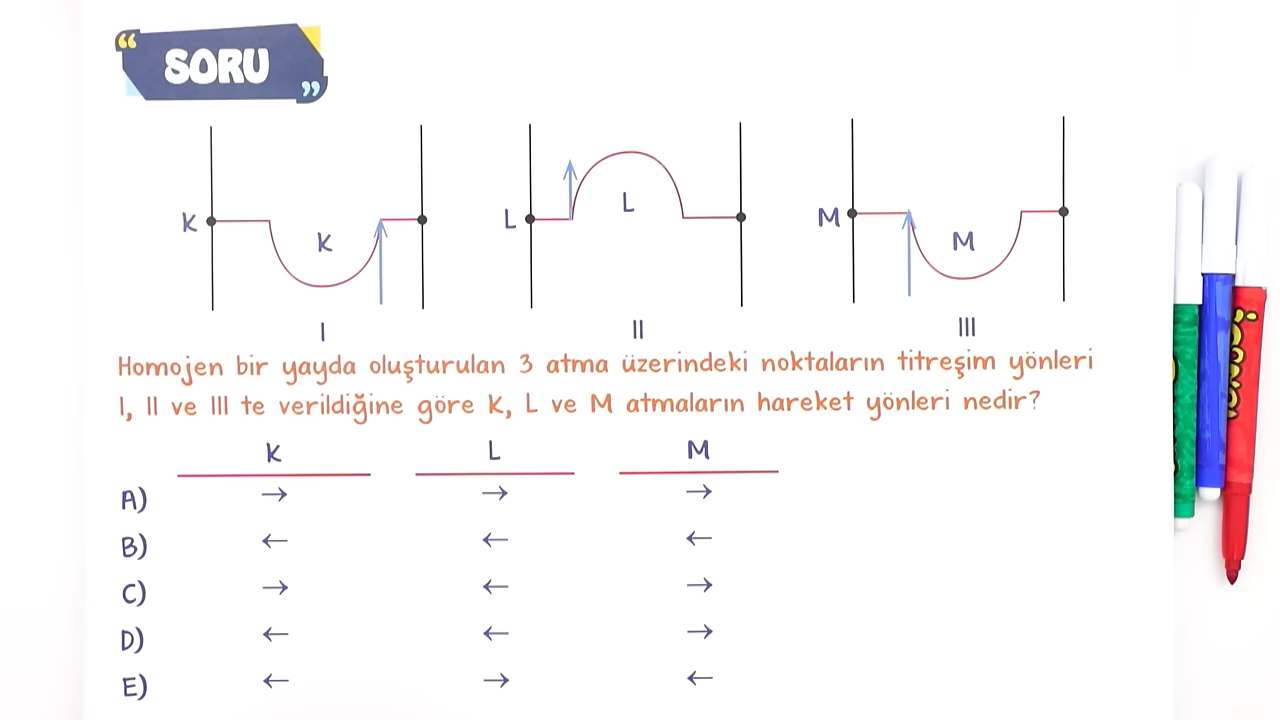 “ SORU ”
K K L L M M
I II III
Homojen bir yayda oluşturulan 3 atma üzerindeki noktaların titreşim yönleri
I, II ve III te verildiğine göre K, L ve M atmaların hareket yönleri nedir?
K L M
A) → → →
B) ← ← ←
C) → ← →
D) ← ← →
E) ← → ←